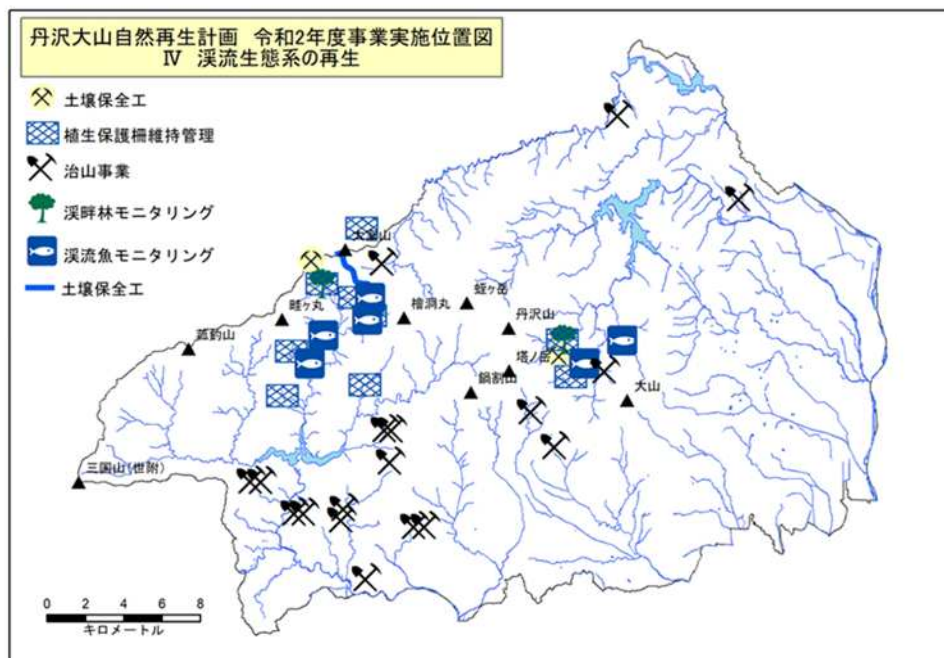 丹沢大山自然再生計画 令和2年度事業実施位置図
Ⅳ 渓流生態系の再生
土壌保全工
植生保護柵維持管理
治山事業
渓畔林モニタリング
渓流魚モニタリング
土壌保全工
大室山
畦ヶ丸
檜洞丸
蛭ヶ岳
丹沢山
菰釣山
塔ノ岳
鍋割山
大山
三国山(世附)
0 2 4 6 8
キロメートル